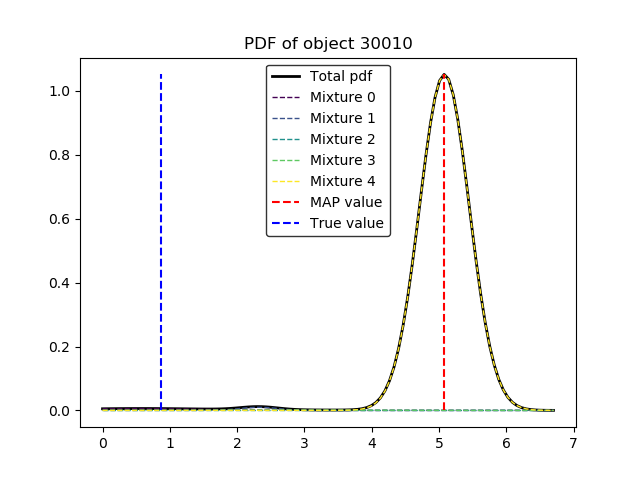 PDF of object 30010
1.0
0.8
0.6
0.4
0.2
0.0
Total pdf
Mixture 0
Mixture 1
Mixture 2
Mixture 3
Mixture 4
MAP value
True value
0 1 2 3 4 5 6 7